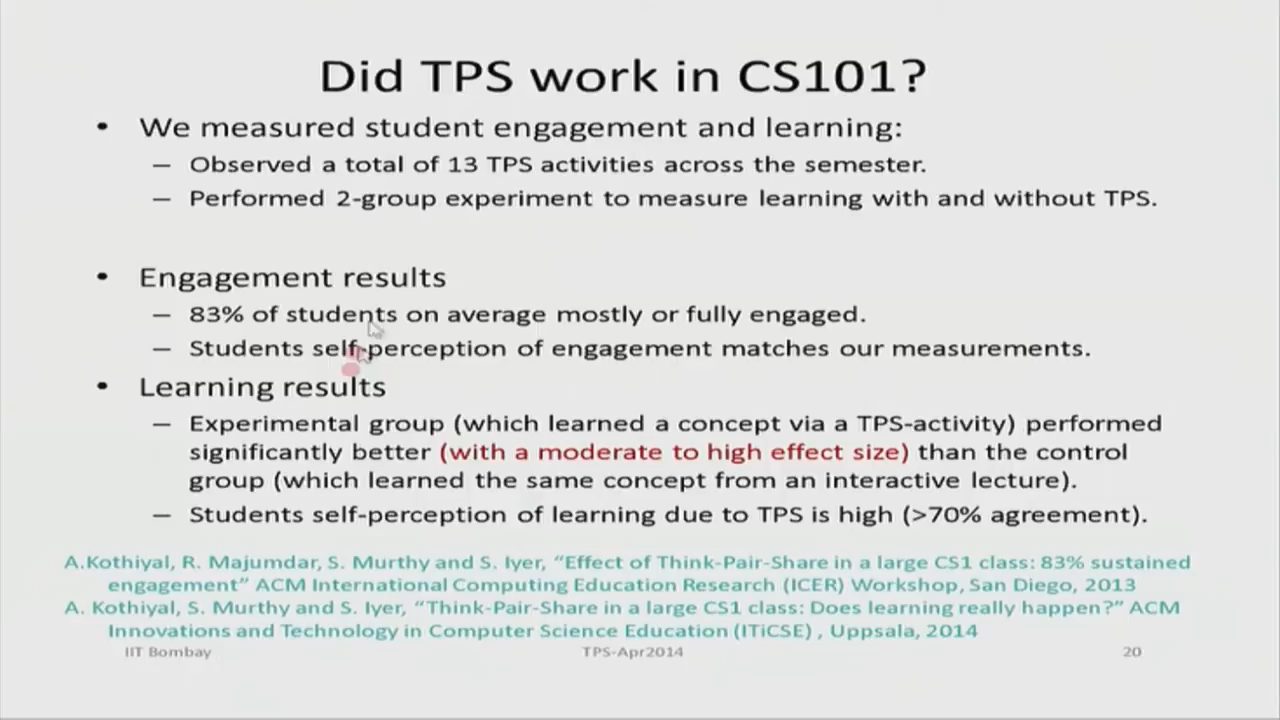 Did TPS work in CS101?
• We measured student engagement and learning:
– Observed a total of 13 TPS activities across the semester.
– Performed 2-group experiment to measure learning with and without TPS.
• Engagement results
– 83% of students on average mostly or fully engaged.
– Students self-perception of engagement matches our measurements.
• Learning results
– Experimental group (which learned a concept via a TPS-activity) performed
significantly better (with a moderate to high effect size) than the control
group (which learned the same concept from an interactive lecture).
– Students self-perception of learning due to TPS is high (>70% agreement).
A.Kothiyal, R. Majumdar, S. Murthy and S. Iyer, “Effect of Think-Pair-Share in a large CS1 class: 83% sustained
engagement” ACM International Computing Education Research (ICER) Workshop, San Diego, 2013
A. Kothiyal, S. Murthy and S. Iyer, “Think-Pair-Share in a large CS1 class: Does learning really happen?” ACM
Innovations and Technology in Computer Science Education (ITiCSE) , Uppsala, 2014
IIT Bombay TPS-Apr2014 20